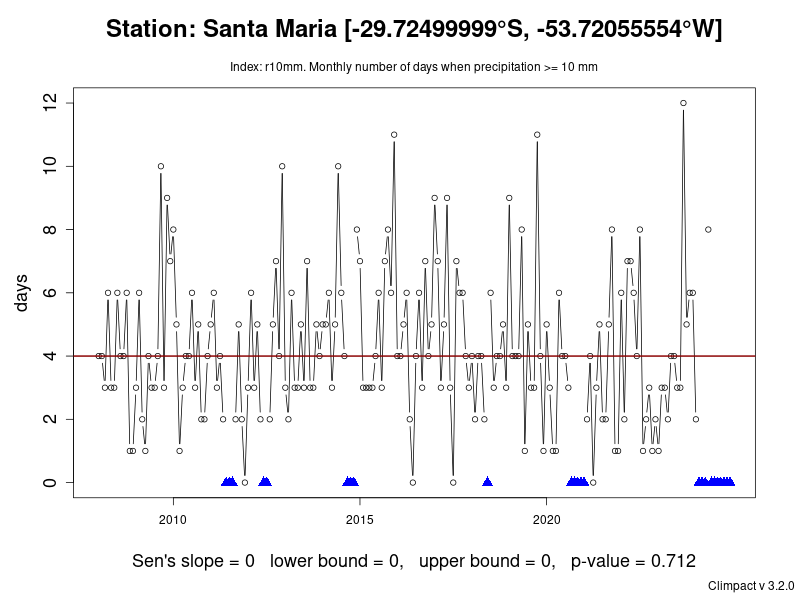 Station: Santa Maria [-29.72499999°S, -53.72055554°W]
Index: r10mm. Monthly number of days when precipitation >= 10 mm
days
12
10
8
6
4
2
0
2010 2015 2020
Sen's slope = 0 lower bound = 0, upper bound = 0, p-value = 0.712
Climpact v 3.2.0